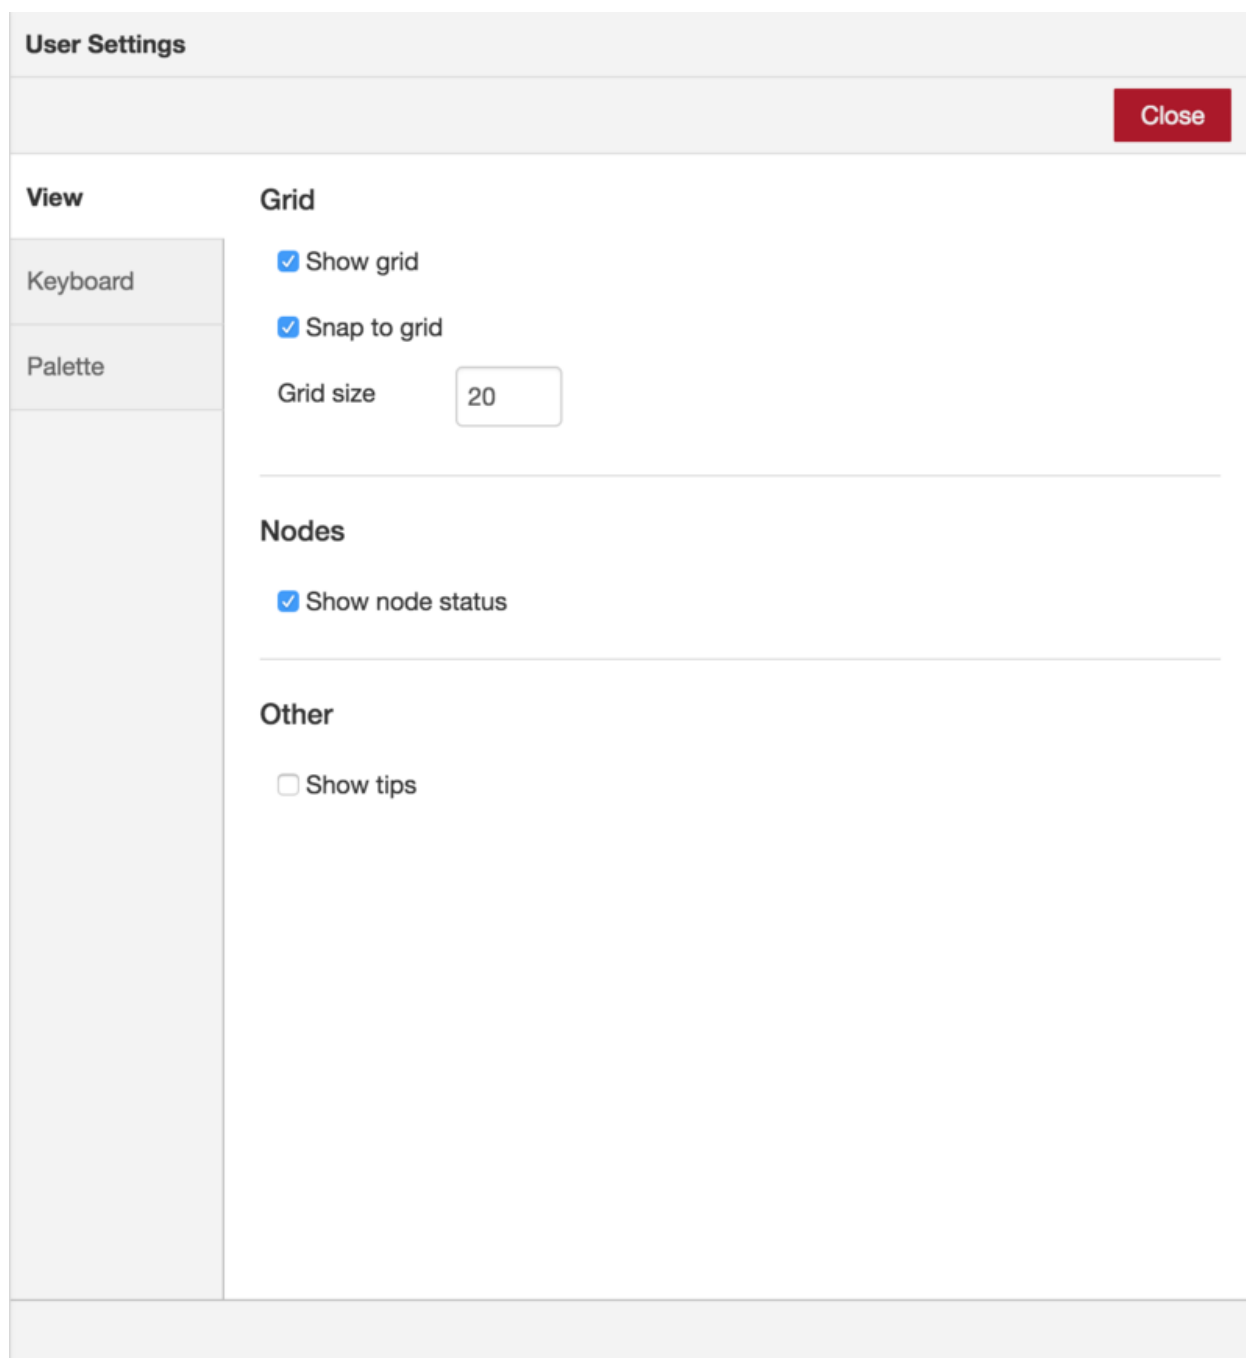 User Settings
Close
View
Keyboard
Palette
Grid
Show grid
Snap to grid
Grid size 20
Nodes
Show node status
Other
Show tips